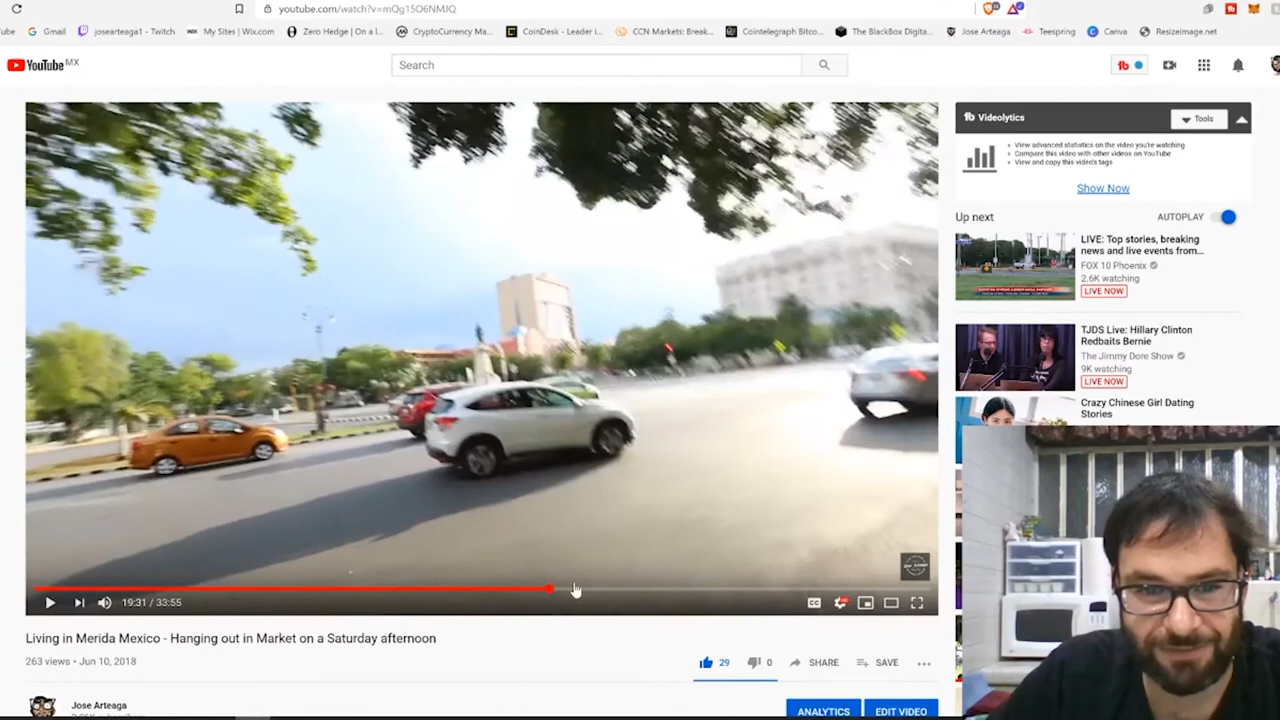 youtube.com/watch?v=mQg15O6NMJQ
ube
Gmail
josearteaga1 - Twitch
My Sites | Wix.com
Zero Hedge | On a l...
CryptoCurrency Ma...
CoinDesk - Leader i...
CCN Markets: Break...
Cointelegraph Bitco...
The BlackBox Digita...
Jose Arteaga
Teespring
Canva
Resizeimage.net
YouTube MX
Search
tb
tb Videolytics
Tools
View advanced statistics on the video you're watching
Compare this video with other videos on YouTube
View and copy this video's tags
Show Now
Up next
AUTOPLAY
LIVE: Top stories, breaking
news and live events from...
FOX 10 Phoenix
2.6K watching
LIVE NOW
TJDS Live: Hillary Clinton
Redbaits Bernie
The Jimmy Dore Show
9K watching
LIVE NOW
Crazy Chinese Girl Dating
Stories
19:31 / 33:55
CC
Living in Merida Mexico - Hanging out in Market on a Saturday afternoon
263 views • Jun 10, 2018
29
0
SHARE
SAVE
Jose Arteaga
ANALYTICS
EDIT VIDEO